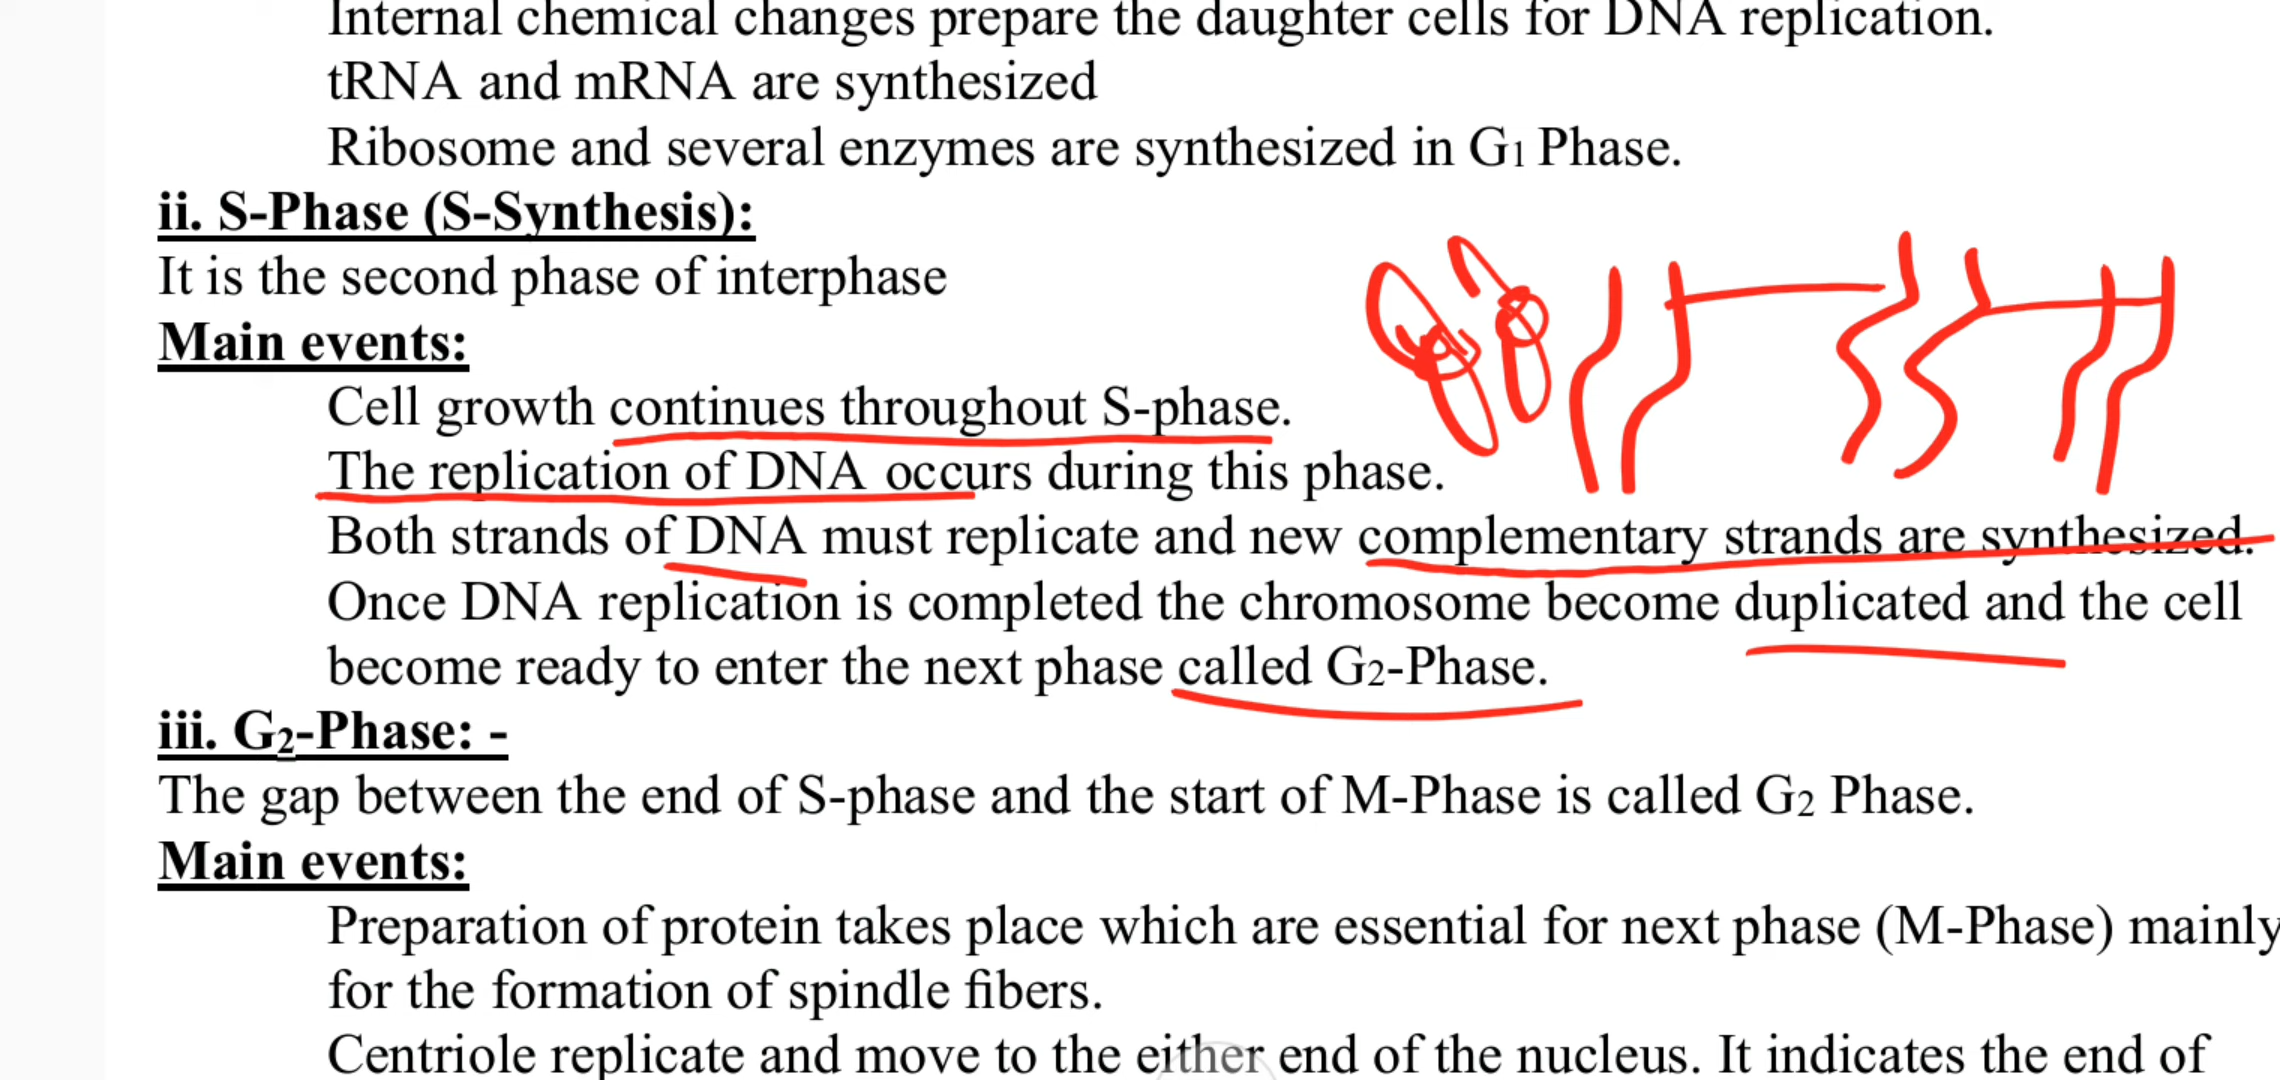 Internal chemical changes prepare the daughter cells for DNA replication.
tRNA and mRNA are synthesized
Ribosome and several enzymes are synthesized in G1 Phase.
ii. S-Phase (S-Synthesis):
It is the second phase of interphase
Main events:
Cell growth continues throughout S-phase.
The replication of DNA occurs during this phase.
Both strands of DNA must replicate and new complementary strands are synthesized.
Once DNA replication is completed the chromosome become duplicated and the cell
become ready to enter the next phase called G2-Phase.
iii. G2-Phase: -
The gap between the end of S-phase and the start of M-Phase is called G2 Phase.
Main events:
Preparation of protein takes place which are essential for next phase (M-Phase) mainly
for the formation of spindle fibers.
Centriole replicate and move to the either end of the nucleus. It indicates the end of